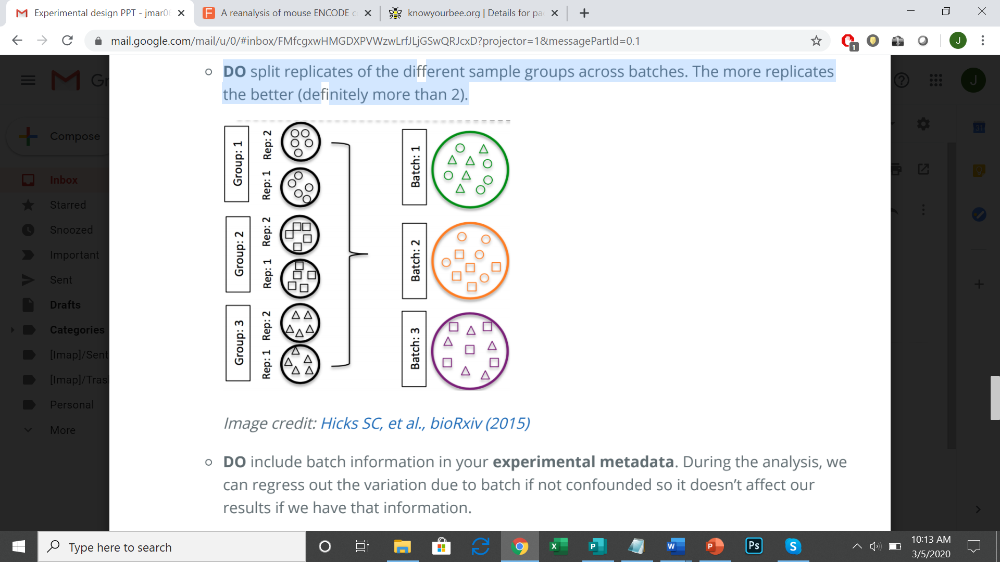 Experimental design PPT - jmar0
A reanalysis of mouse ENCODE c
knowyourbee.org | Details for pa
mail.google.com/mail/u/0/#inbox/FMfcgxwHMGDXPVWzwLrfJLjGSwQRJcxD?projector=1&messagePartId=0.1
1
J
Gr
J
Compose
31
Inbox
Starred
Snoozed
Important
Sent
Drafts
Categories
[Imap]/Sent
[Imap]/Tras
Personal
More
DO split replicates of the different sample groups across batches. The more replicates
the better (definitely more than 2).
Group: 1
Rep: 2
Rep: 1
Group: 2
Rep: 2
Rep: 1
Group: 3
Rep: 2
Rep: 1
Batch: 1
Batch: 2
Batch: 3
Image credit: Hicks SC, et al., bioRxiv (2015)
DO include batch information in your experimental metadata. During the analysis, we
can regress out the variation due to batch if not confounded so it doesn’t affect our
results if we have that information.
Type here to search
X
P
W
P
Ps
S
10:13 AM
3/5/2020